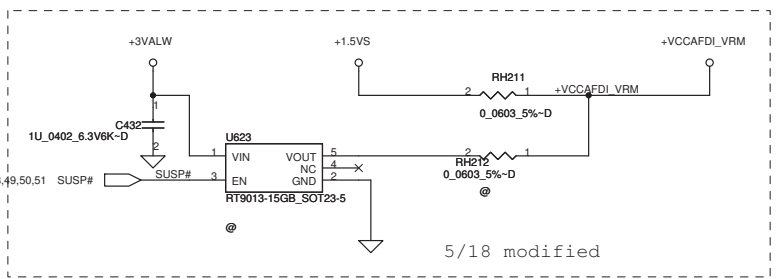 +3VALW
+1.5VS
+VCCAFDI_VRM
RH211
2
1
+VCCAFDI_VRM
0_0603_5%~D
1
C432
1U_0402_6.3V6K~D
2
U623
1 VIN
VOUT 5
NC 4
GND 2
3 EN
RT9013-15GB_SOT23-5
@
2
1
RH212
0_0603_5%~D
@
,49,50,51 SUSP#
SUSP#
5/18 modified